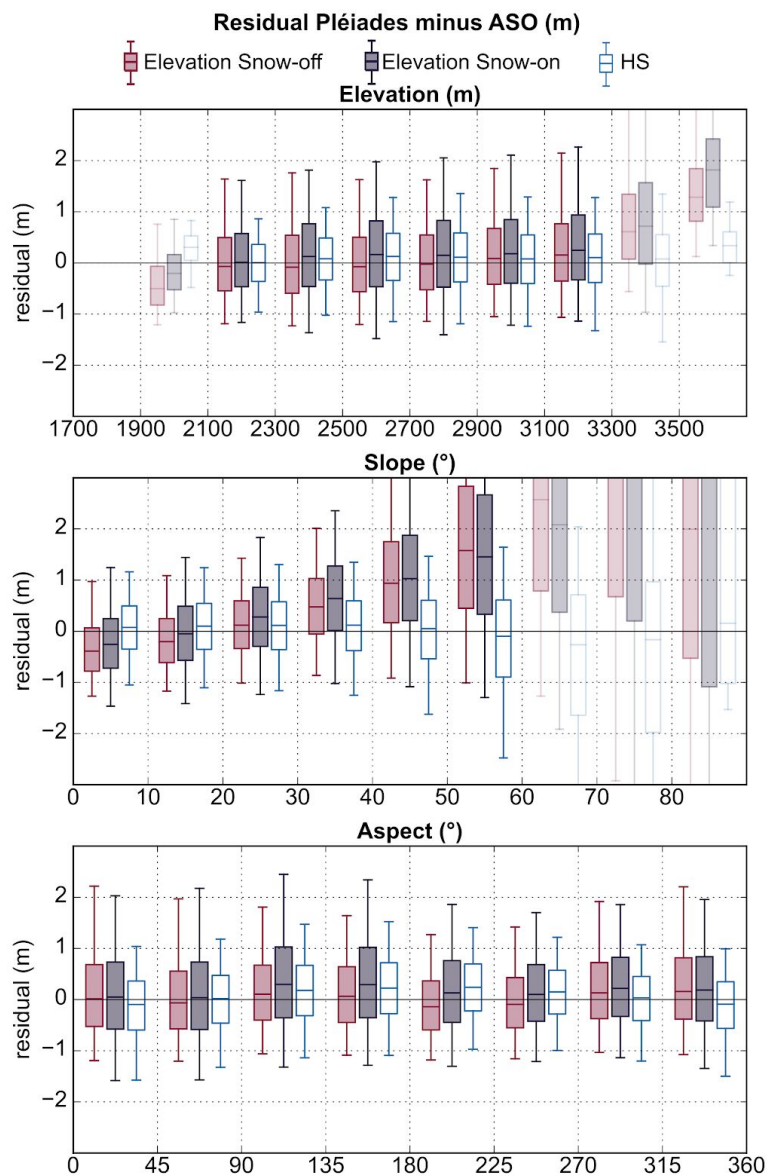 Residual Pléiades minus ASO (m)
Elevation Snow-off Elevation Snow-on HS
Elevation (m)
2
1
0
−1
−2
residual (m)
1700 1900 2100 2300 2500 2700 2900 3100 3300 3500
Slope (°)
2
1
0
−1
−2
residual (m)
0 10 20 30 40 50 60 70 80
Aspect (°)
2
1
0
−1
−2
residual (m)
0 45 90 135 180 225 270 315 360